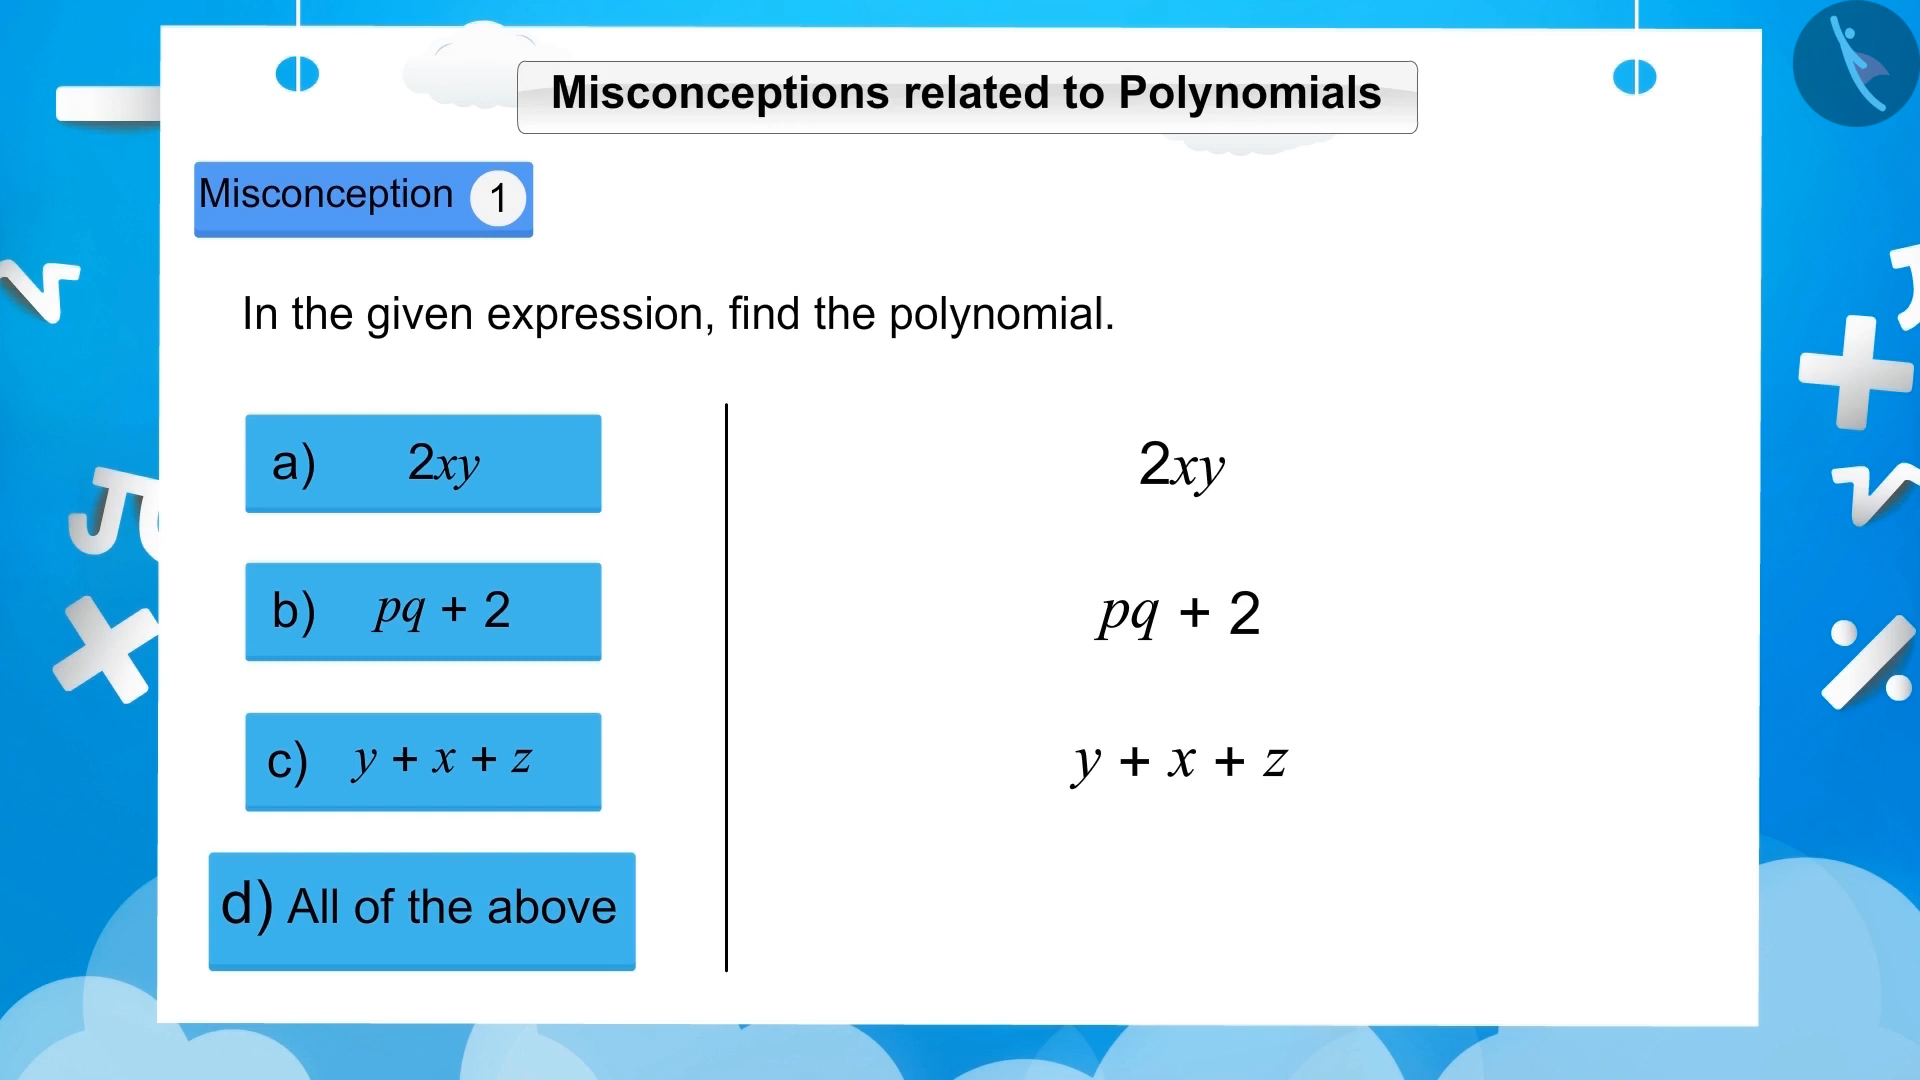 Misconceptions related to Polynomials
Misconception 1
In the given expression, find the polynomial.
a) 2xy
2xy
b) pq + 2
pq + 2
c) y + x + z
y + x + z
d) All of the above